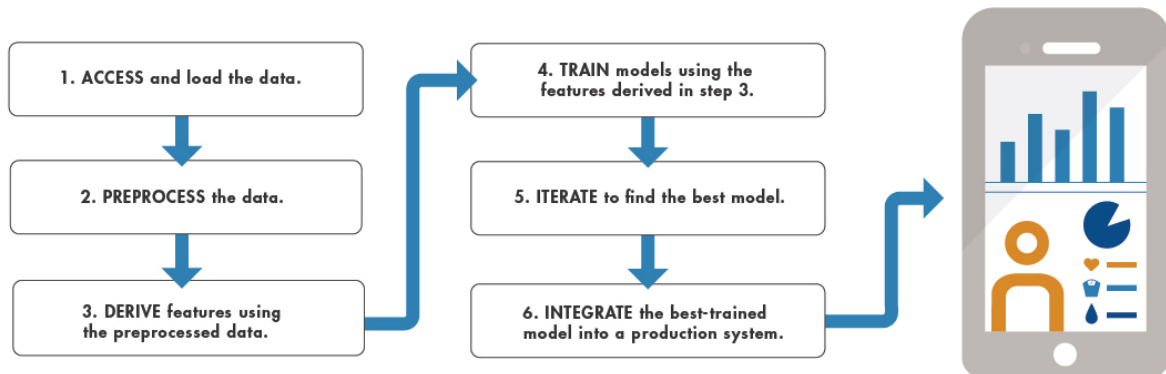 1. ACCESS and load the data.
2. PREPROCESS the data.
3. DERIVE features using
the preprocessed data.
4. TRAIN models using the
features derived in step 3.
5. ITERATE to find the best model.
6. INTEGRATE the best-trained
model into a production system.